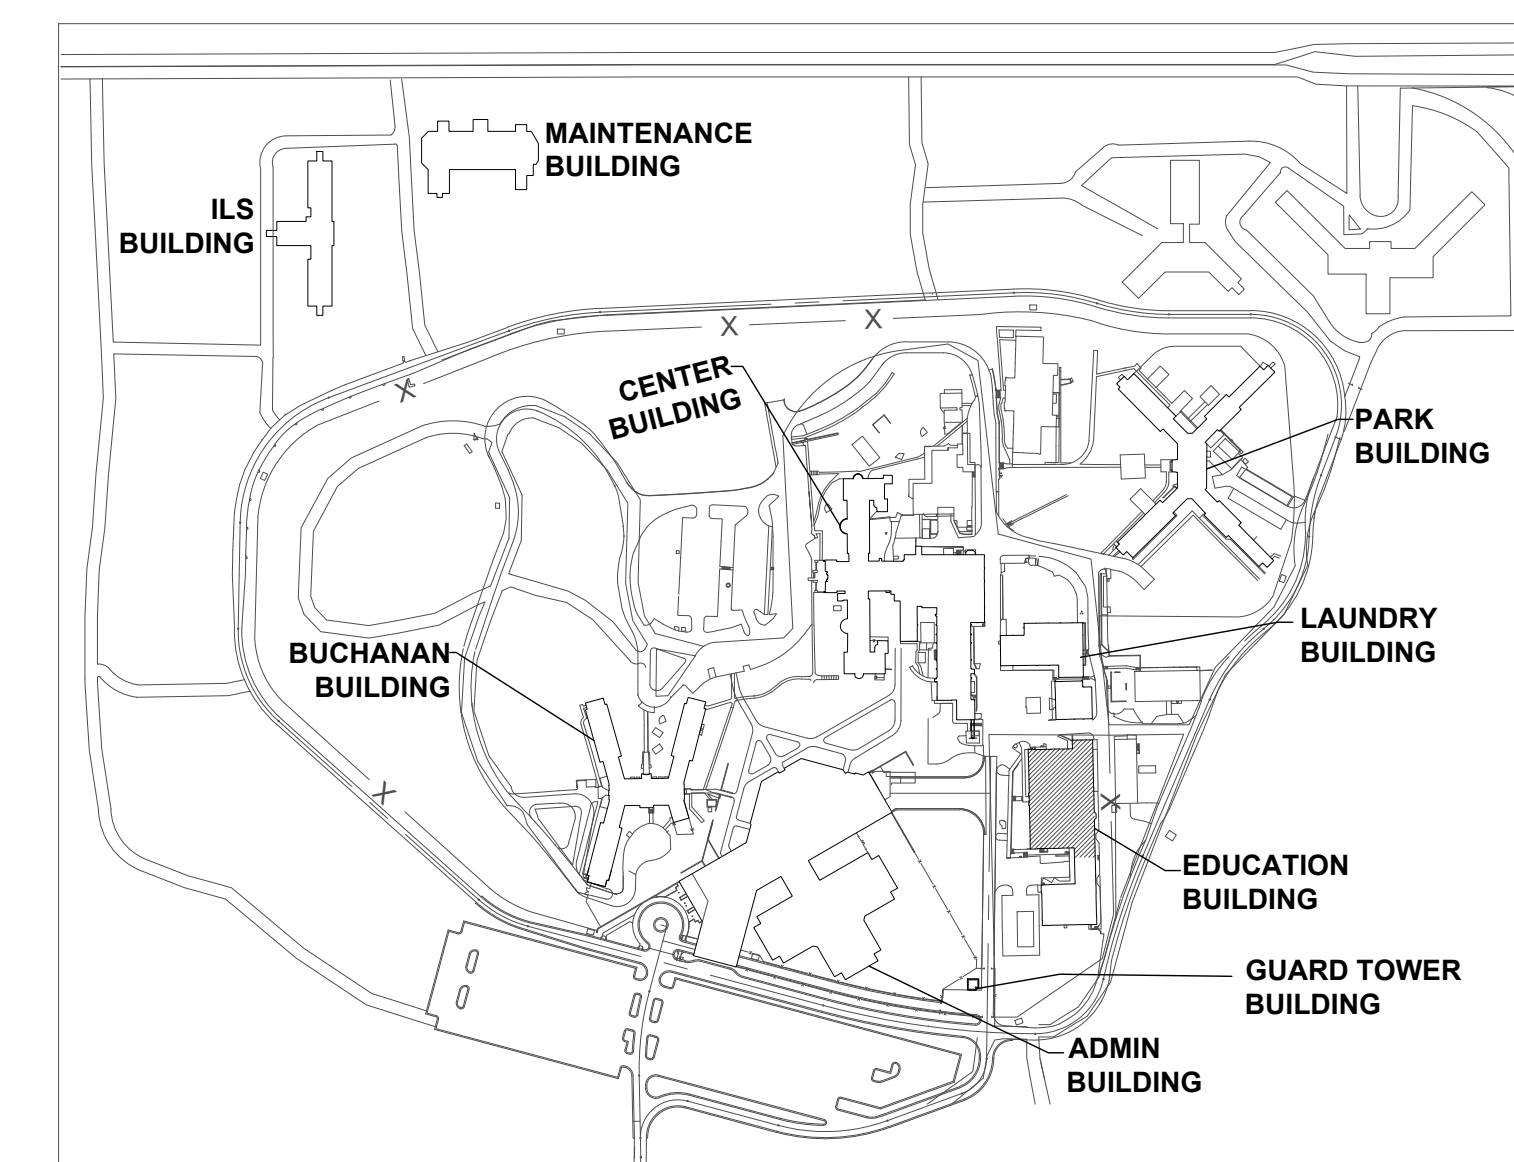 MAINTENANCE
BUILDING
ILS
BUILDING
X
X
X
CENTER
BUILDING
PARK
BUILDING
LAUNDRY
BUILDING
BUCHANAN
BUILDING
X
X
EDUCATION
BUILDING
GUARD TOWER
BUILDING
ADMIN
BUILDING